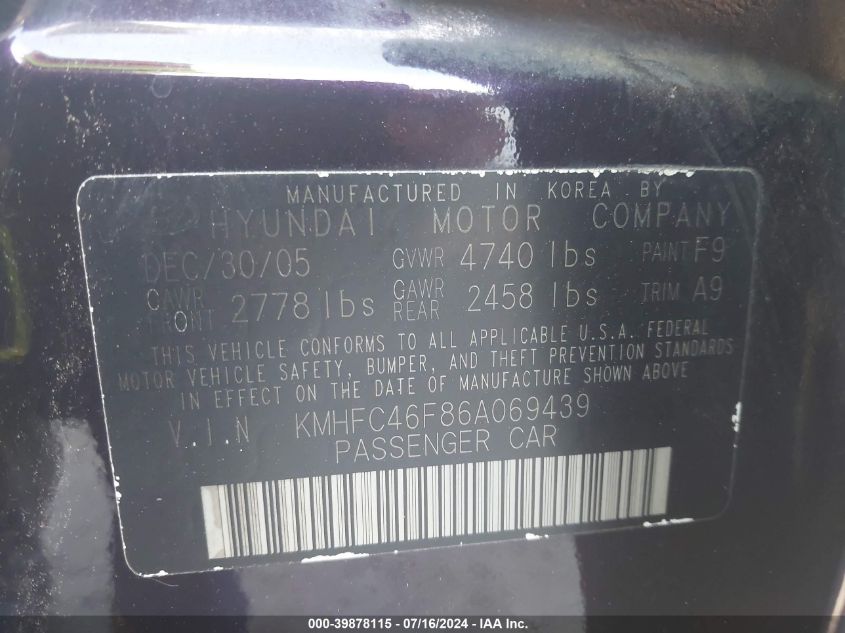 MANUFACTURED IN KOREA BY
HYUNDAI MOTOR COMPANY
DEC/30/05 GVWR 4740 lbs PAINT F9
GAWR FRONT 2778 lbs GAWR REAR 2458 lbs TRIM A9
THIS VEHICLE CONFORMS TO ALL APPLICABLE U.S.A. FEDERAL
MOTOR VEHICLE SAFETY, BUMPER, AND THEFT PREVENTION STANDARDS
IN EFFECT ON THE DATE OF MANUFACTURE SHOWN ABOVE
V.I.N KMHFC46F86A069439
PASSENGER CAR
000-39878115 - 07/16/2024 - IAA Inc.